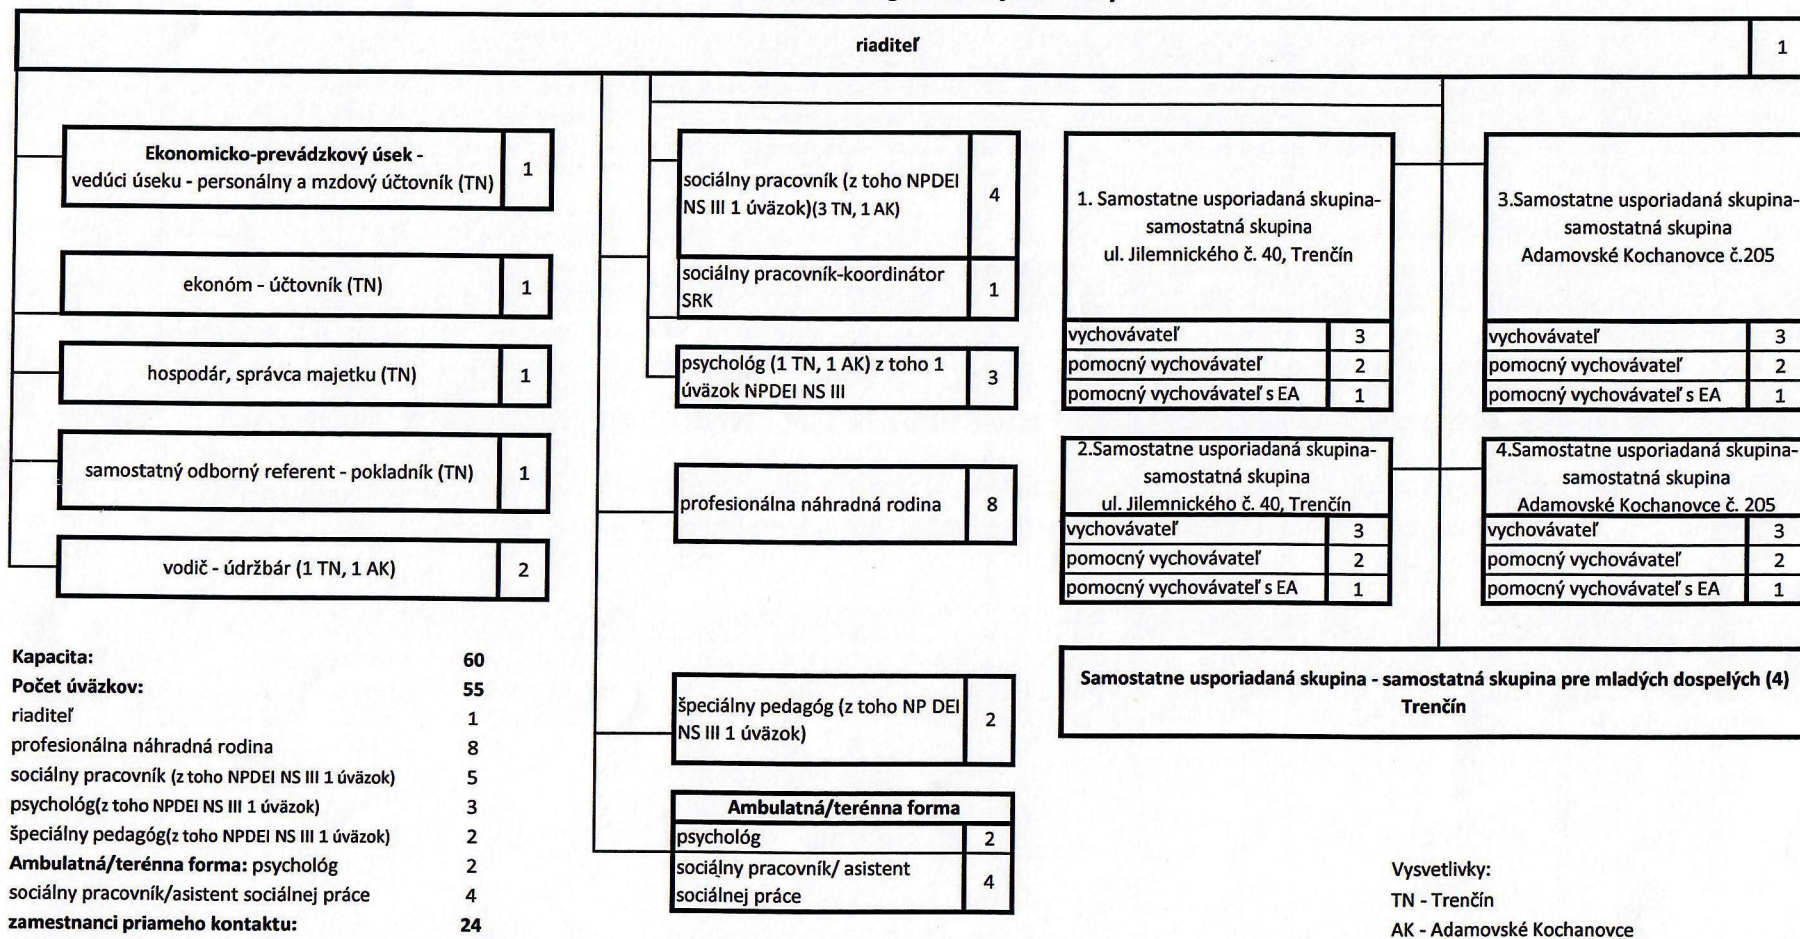 riaditeľ 1
Ekonomicko-prevádzkový úsek -
vedúci úseku - personálny a mzdový účtovník (TN) 1
ekonóm - účtovník (TN) 1
hospodár, správca majetku (TN) 1
samostatný odborný referent - pokladník (TN) 1
vodič - údržbár (1 TN, 1 AK) 2
sociálny pracovník (z toho NPDEI
NS III 1 úväzok)(3 TN, 1 AK) 4
sociálny pracovník-koordinátor
SRK 1
psychológ (1 TN, 1 AK) z toho 1
úväzok NPDEI NS III 3
profesionálna náhradná rodina 8
špeciálny pedagóg (z toho NP DEI
NS III 1 úväzok) 2
Ambulatná/terénna forma
psychológ 2
sociálny pracovník/ asistent
sociálnej práce 4
1. Samostatne usporiadaná skupina-
samostatná skupina
ul. Jilemnického č. 40, Trenčín
vychovávateľ 3
pomocný vychovávateľ 2
pomocný vychovávateľ s EA 1
2.Samostatne usporiadaná skupina-
samostatná skupina
ul. Jilemnického č. 40, Trenčín
vychovávateľ 3
pomocný vychovávateľ 2
pomocný vychovávateľ s EA 1
3.Samostatne usporiadaná skupina-
samostatná skupina
Adamovské Kochanovce č.205
vychovávateľ 3
pomocný vychovávateľ 2
pomocný vychovávateľ s EA 1
4.Samostatne usporiadaná skupina-
samostatná skupina
Adamovské Kochanovce č. 205
vychovávateľ 3
pomocný vychovávateľ 2
pomocný vychovávateľ s EA 1
Samostatne usporiadaná skupina - samostatná skupina pre mladých dospelých (4)
Trenčín
Kapacita: 60
Počet úväzkov: 55
riaditeľ 1
profesionálna náhradná rodina 8
sociálny pracovník (z toho NPDEI NS III 1 úväzok) 5
psychológ(z toho NPDEI NS III 1 úväzok) 3
špeciálny pedagóg(z toho NPDEI NS III 1 úväzok) 2
Ambulatná/terénna forma: psychológ 2
sociálny pracovník/asistent sociálnej práce 4
zamestnanci priameho kontaktu: 24
Vysvetlivky:
TN - Trenčín
AK - Adamovské Kochanovce